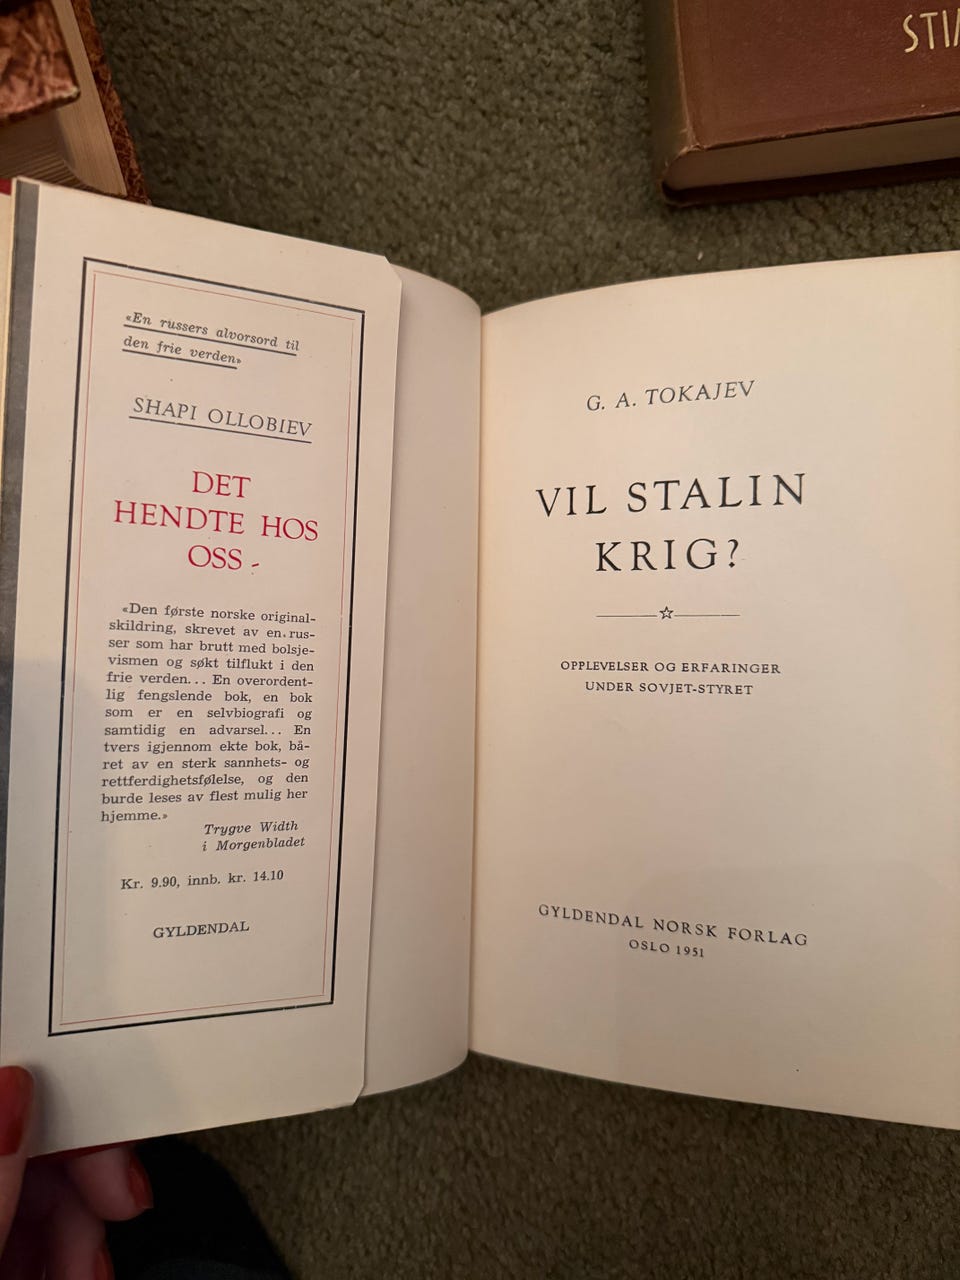 STI
«En russers alvorsord til
den frie verden»
SHAPI OLLOBIEV
DET
HENDTE HOS
OSS -
«Den første norske original-
skildring, skrevet av en.rus-
ser som har brutt med bolsje-
vismen og søkt tilflukt i den
frie verden... En overordent-
lig fengslende bok, en bok
som er en selvbiografi og
samtidig en advarsel... En
tvers igjennom ekte bok, bå-
ret av en sterk sannhets- og
rettferdighetsfølelse, og den
burde leses av flest mulig her
hjemme.»
Trygve Width
i Morgenbladet
Kr. 9.90, innb. kr. 14.10
GYLDENDAL
G. A. TOKAJEV
VIL STALIN
KRIG?
OPPLEVELSER OG ERFARINGER
UNDER SOVJET-STYRET
GYLDENDAL NORSK FORLAG
OSLO 1951